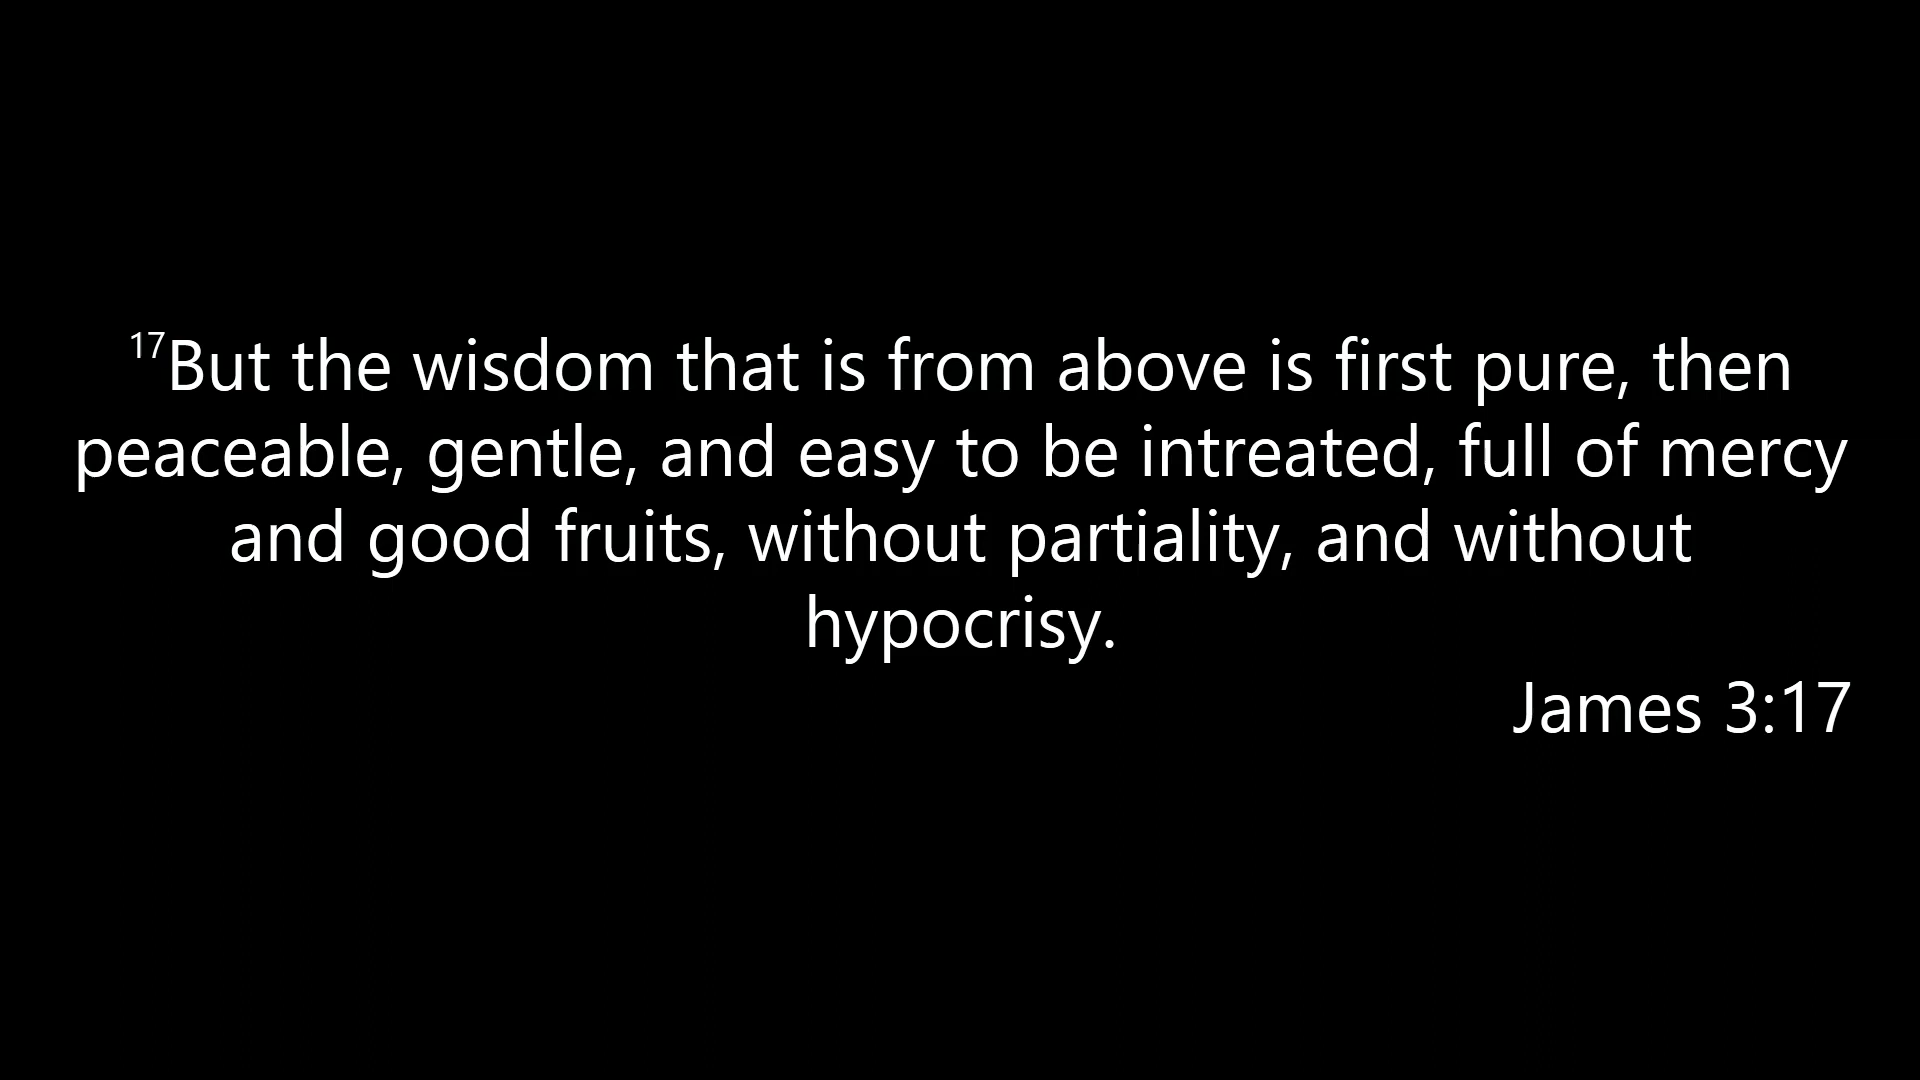 17But the wisdom that is from above is first pure, then
peaceable, gentle, and easy to be intreated, full of mercy
and good fruits, without partiality, and without
hypocrisy.
James 3:17